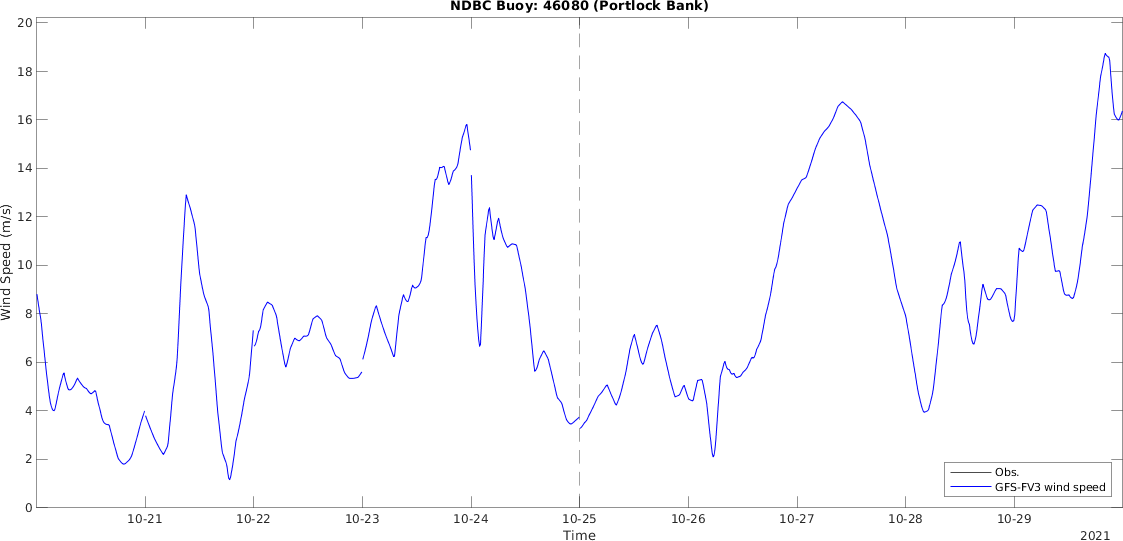 NDBC Buoy: 46080 (Portlock Bank)
20
18
16
14
12
10
8
6
4
2
0
Wind Speed (m/s)
10-21 10-22 10-23 10-24 10-25 10-26 10-27 10-28 10-29
Time
2021
Obs.
GFS-FV3 wind speed